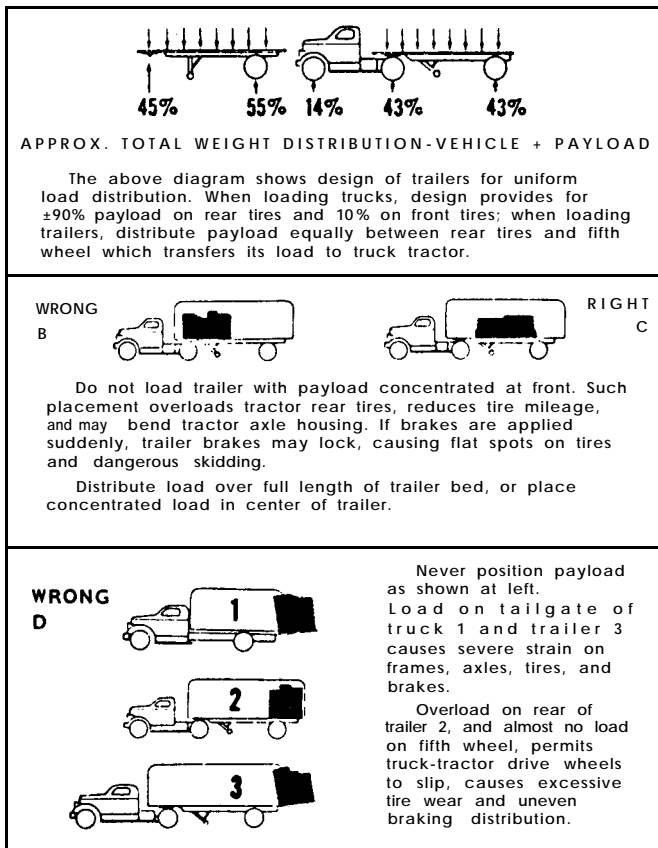 45% 55% 14% 43% 43%
APPROX. TOTAL WEIGHT DISTRIBUTION-VEHICLE + PAYLOAD
The above diagram shows design of trailers for uniform
load distribution. When loading trucks, design provides for
±90% payload on rear tires and 10% on front tires; when loading
trailers, distribute payload equally between rear tires and fifth
wheel which transfers its load to truck tractor.
WRONG
B
RIGHT
C
Do not load trailer with payload concentrated at front. Such
placement overloads tractor rear tires, reduces tire mileage,
and may bend tractor axle housing. If brakes are applied
suddenly, trailer brakes may lock, causing flat spots on tires
and dangerous skidding.
Distribute load over full length of trailer bed, or place
concentrated load in center of trailer.
WRONG
D
1
2
3
Never position payload
as shown at left.
Load on tailgate of
truck 1 and trailer 3
causes severe strain on
frames, axles, tires, and
brakes.
Overload on rear of
trailer 2, and almost no load
on fifth wheel, permits
truck-tractor drive wheels
to slip, causes excessive
tire wear and uneven
braking distribution.